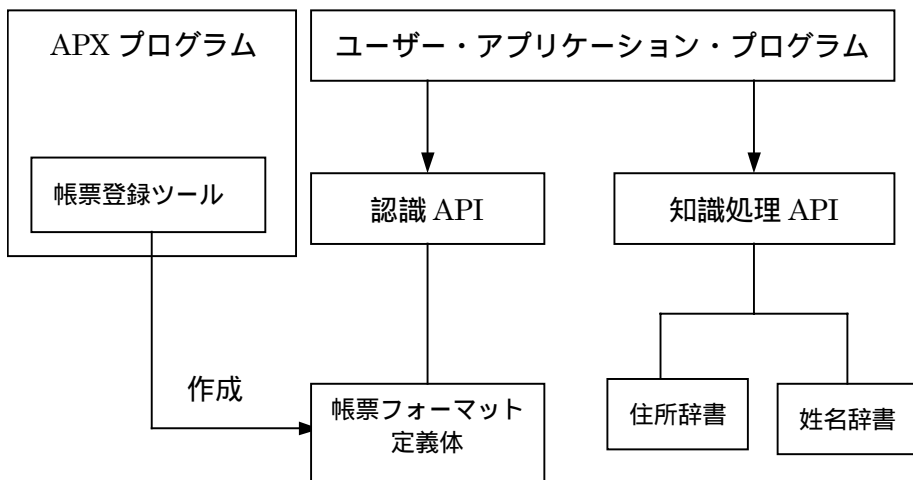 APX プログラム
ユーザー・アプリケーション・プログラム
帳票登録ツール
認識 API
知識処理 API
作成
帳票フォーマット
定義体
住所辞書
姓名辞書